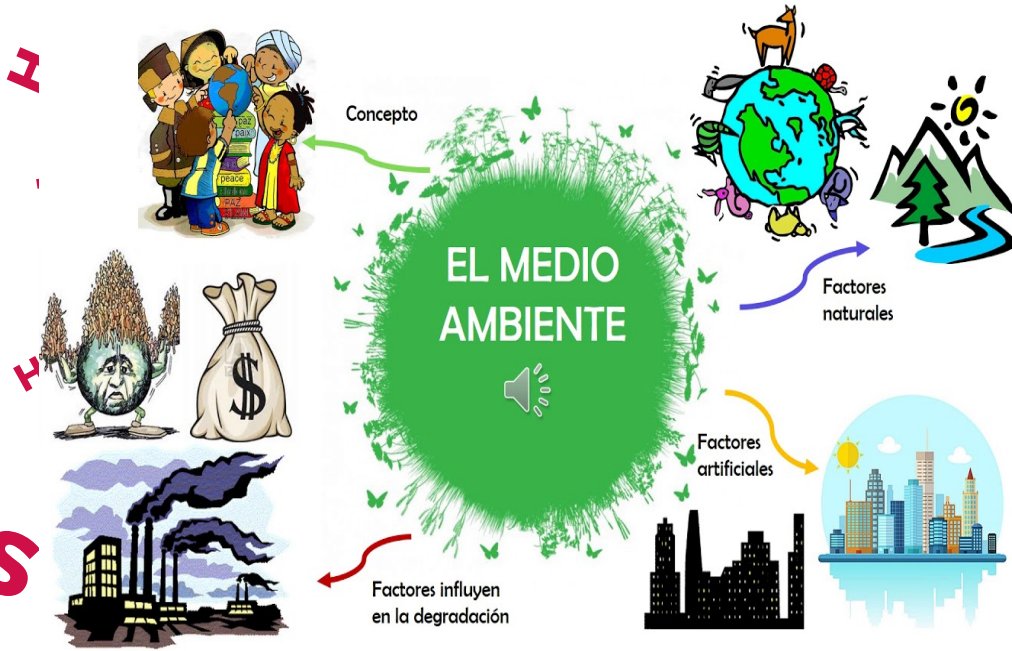 Concepto
paz
paix
peace
PAZ
EL MEDIO
AMBIENTE
Factores
naturales
$
Factores
artificiales
Factores influyen
en la degradación
S